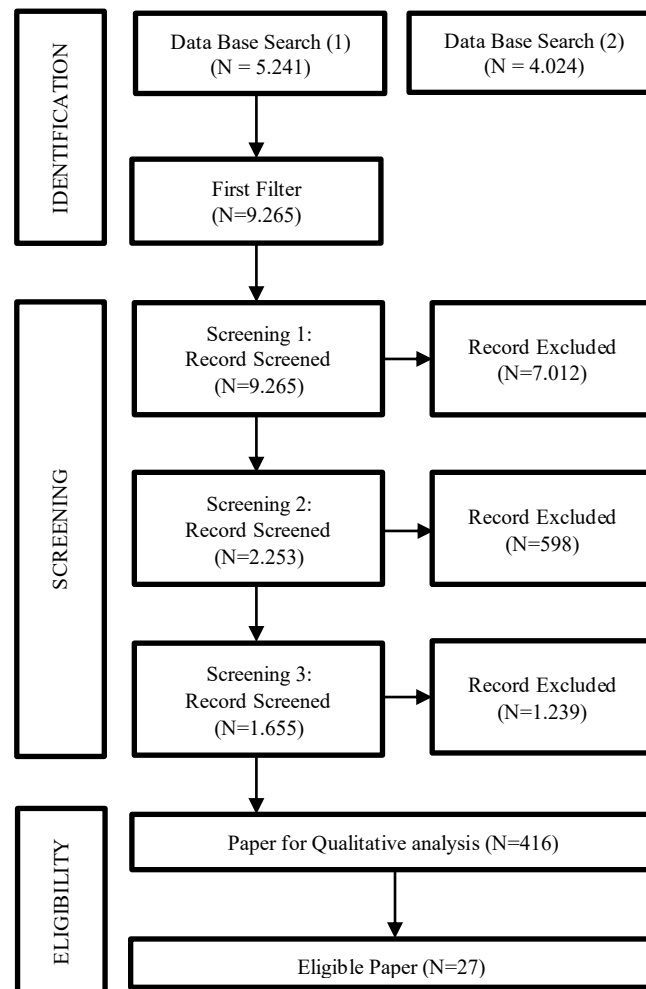 IDENTIFICATION
Data Base Search (1)
(N = 5.241)
Data Base Search (2)
(N = 4.024)
First Filter
(N=9.265)
SCREENING
Screening 1:
Record Screened
(N=9.265)
Record Excluded
(N=7.012)
Screening 2:
Record Screened
(N=2.253)
Record Excluded
(N=598)
Screening 3:
Record Screened
(N=1.655)
Record Excluded
(N=1.239)
ELIGIBILITY
Paper for Qualitative analysis (N=416)
Eligible Paper (N=27)